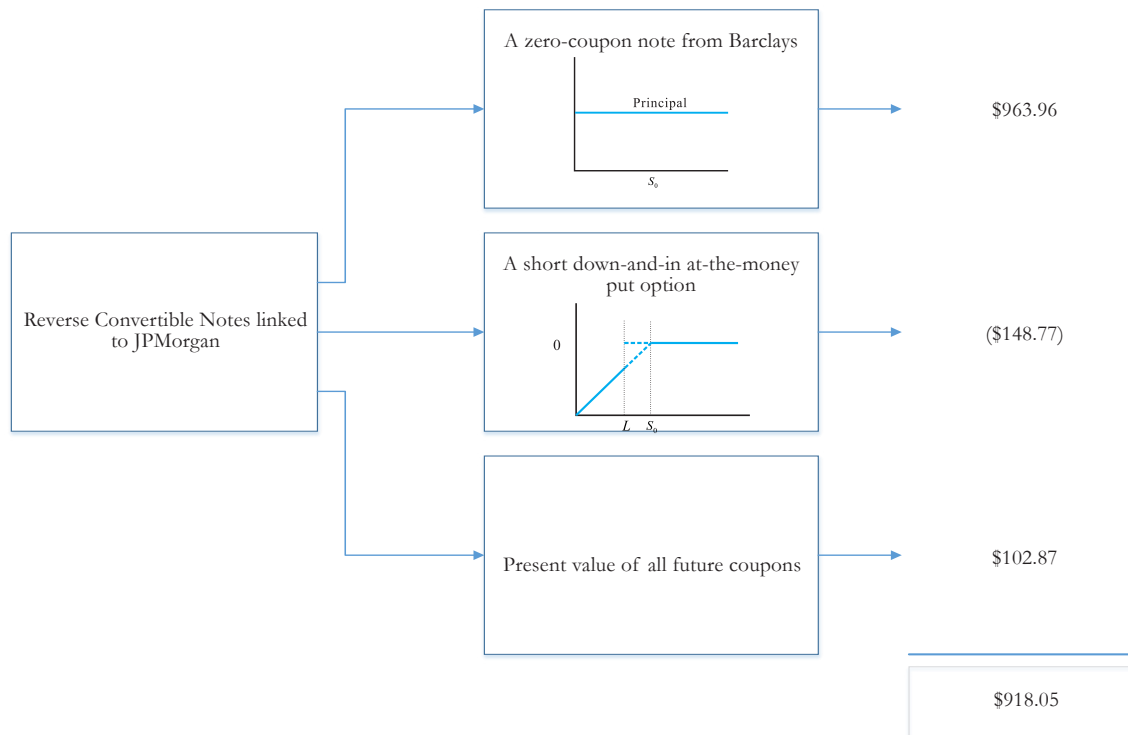 A zero-coupon note from Barclays
Principal
S₀
$963.96
Reverse Convertible Notes linked
to JPMorgan
A short down-and-in at-the-money
put option
0
L
S₀
($148.77)
Present value of all future coupons
$102.87
$918.05